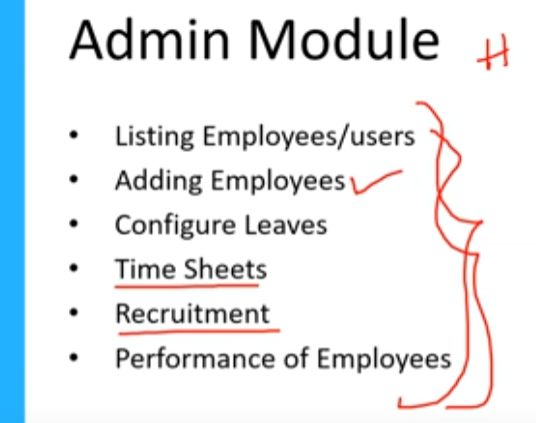 Admin Module H
• Listing Employees/users
• Adding Employees
• Configure Leaves
• Time Sheets
• Recruitment
• Performance of Employees